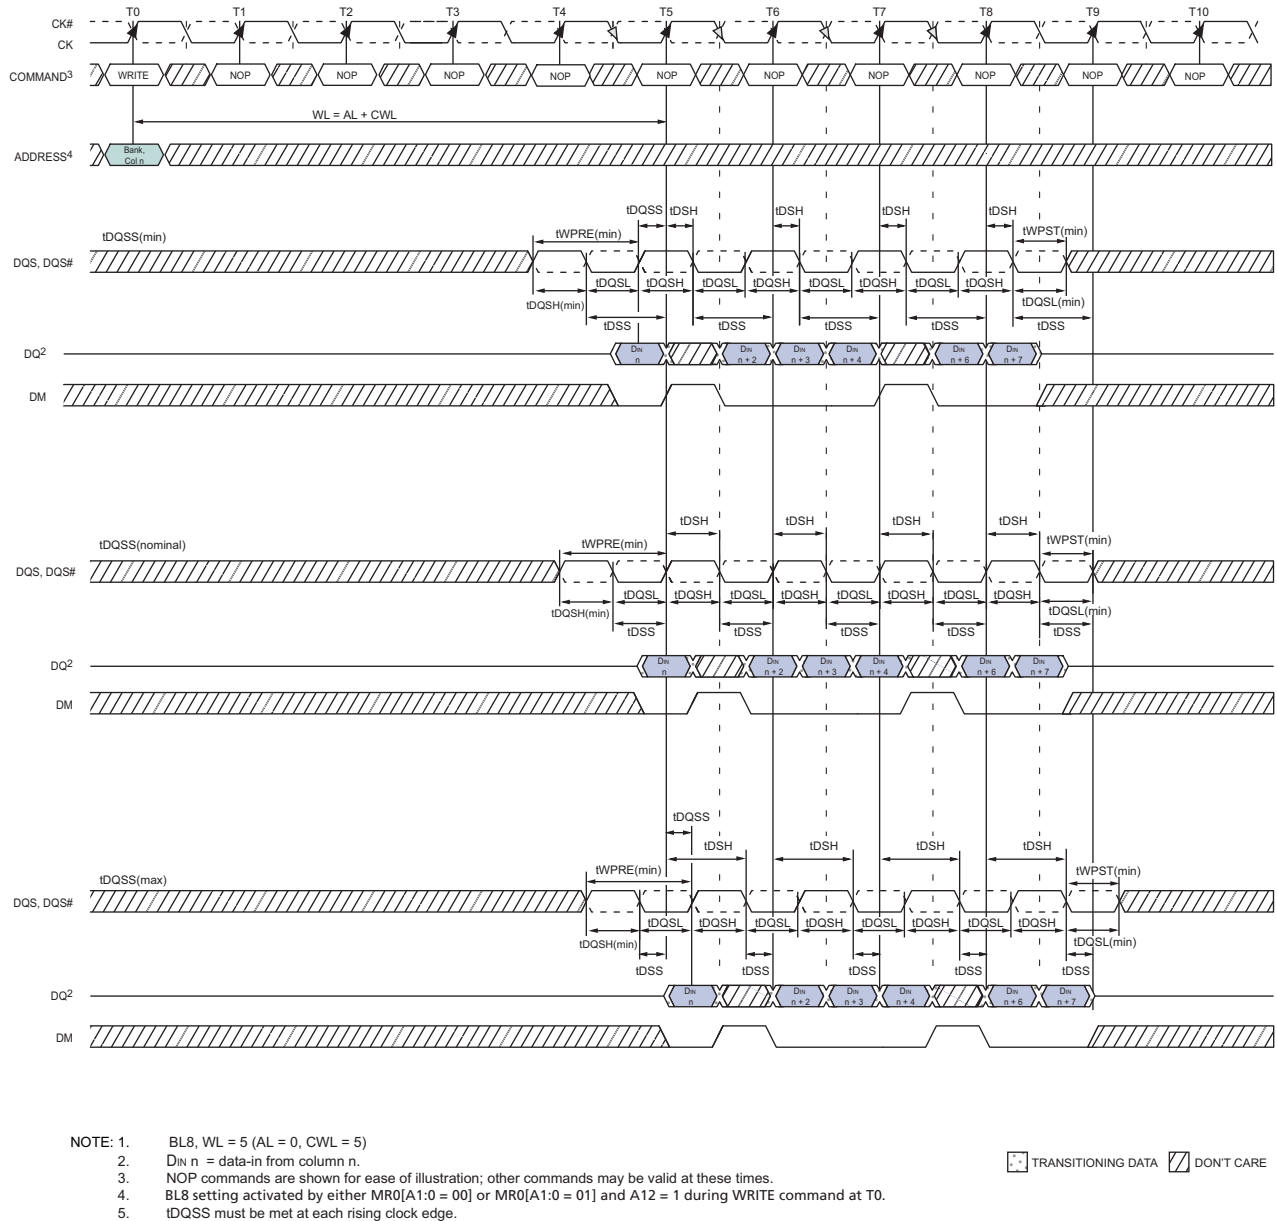 T0 T1 T2 T3 T4 T5 T6 T7 T8 T9 T10
CK#
CK
COMMAND3 WRITE NOP NOP NOP NOP NOP NOP NOP NOP NOP NOP
WL = AL + CWL
ADDRESS4 Bank, Col n
tDQSS tDSH tDSH tDSH tDSH
tDQSS(min) tWPRE(min) tWPST(min)
DQS, DQS#
tDQSH(min) tDQSL tDQSH tDQSL tDQSH tDQSL tDQSH tDQSL tDQSH tDQSL(min)
tDSS tDSS tDSS tDSS tDSS
DQ2 DIN n DIN n + 2 DIN n + 3 DIN n + 4 DIN n + 6 DIN n + 7
DM
tDSH tDSH tDSH tDSH
tDQSS(nominal) tWPRE(min) tWPST(min)
DQS, DQS#
tDQSH(min) tDQSL tDQSH tDQSL tDQSH tDQSL tDQSH tDQSL tDQSH tDQSL(min)
tDSS tDSS tDSS tDSS tDSS
DQ2 DIN n DIN n + 2 DIN n + 3 DIN n + 4 DIN n + 6 DIN n + 7
DM
tDQSS
tDSH tDSH tDSH tDSH
tDQSS(max) tWPRE(min) tWPST(min)
DQS, DQS#
tDQSH(min) tDQSL tDQSH tDQSL tDQSH tDQSL tDQSH tDQSL tDQSH tDQSL(min)
tDSS tDSS tDSS tDSS tDSS
DQ2 DIN n DIN n + 2 DIN n + 3 DIN n + 4 DIN n + 6 DIN n + 7
DM
NOTE: 1. BL8, WL = 5 (AL = 0, CWL = 5)
2. DIN n = data-in from column n.
3. NOP commands are shown for ease of illustration; other commands may be valid at these times.
4. BL8 setting activated by either MR0[A1:0 = 00] or MR0[A1:0 = 01] and A12 = 1 during WRITE command at T0.
5. tDQSS must be met at each rising clock edge.
TRANSITIONING DATA DON'T CARE